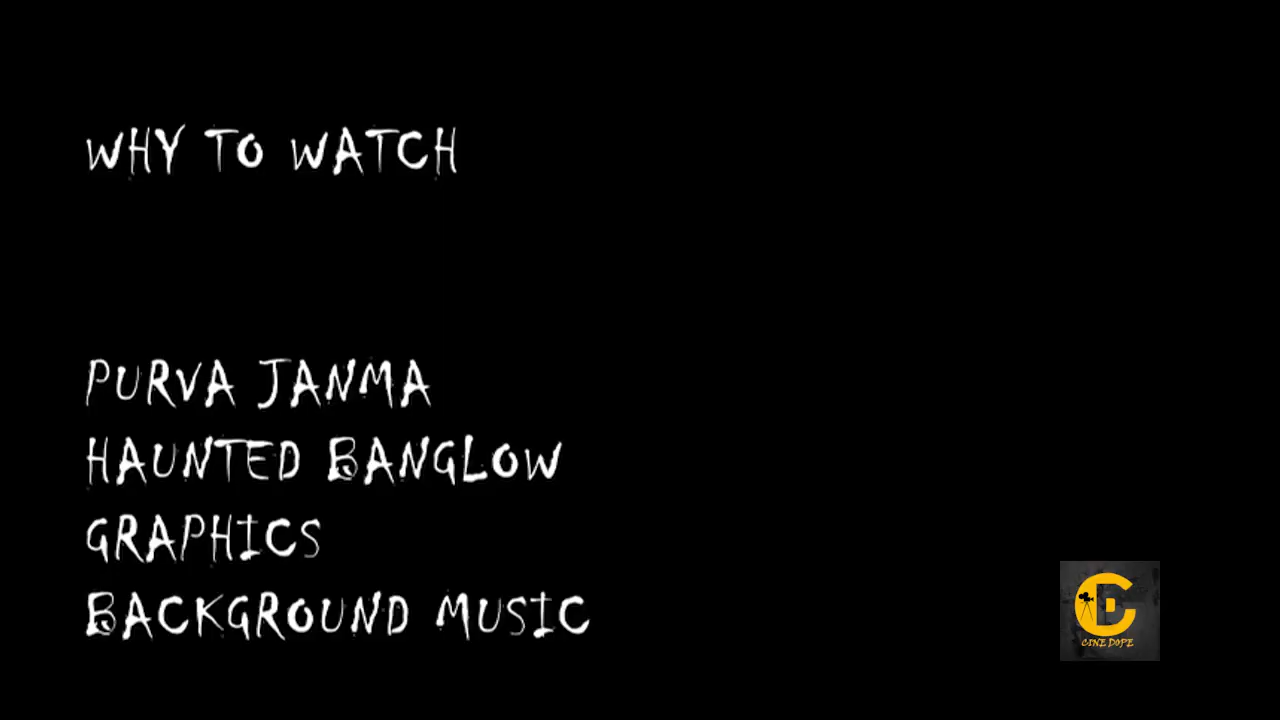 WHY TO WATCH
PURVA JANMA
HAUNTED BANGLOW
GRAPHICS
BACKGROUND MUSIC
CINE DOPE